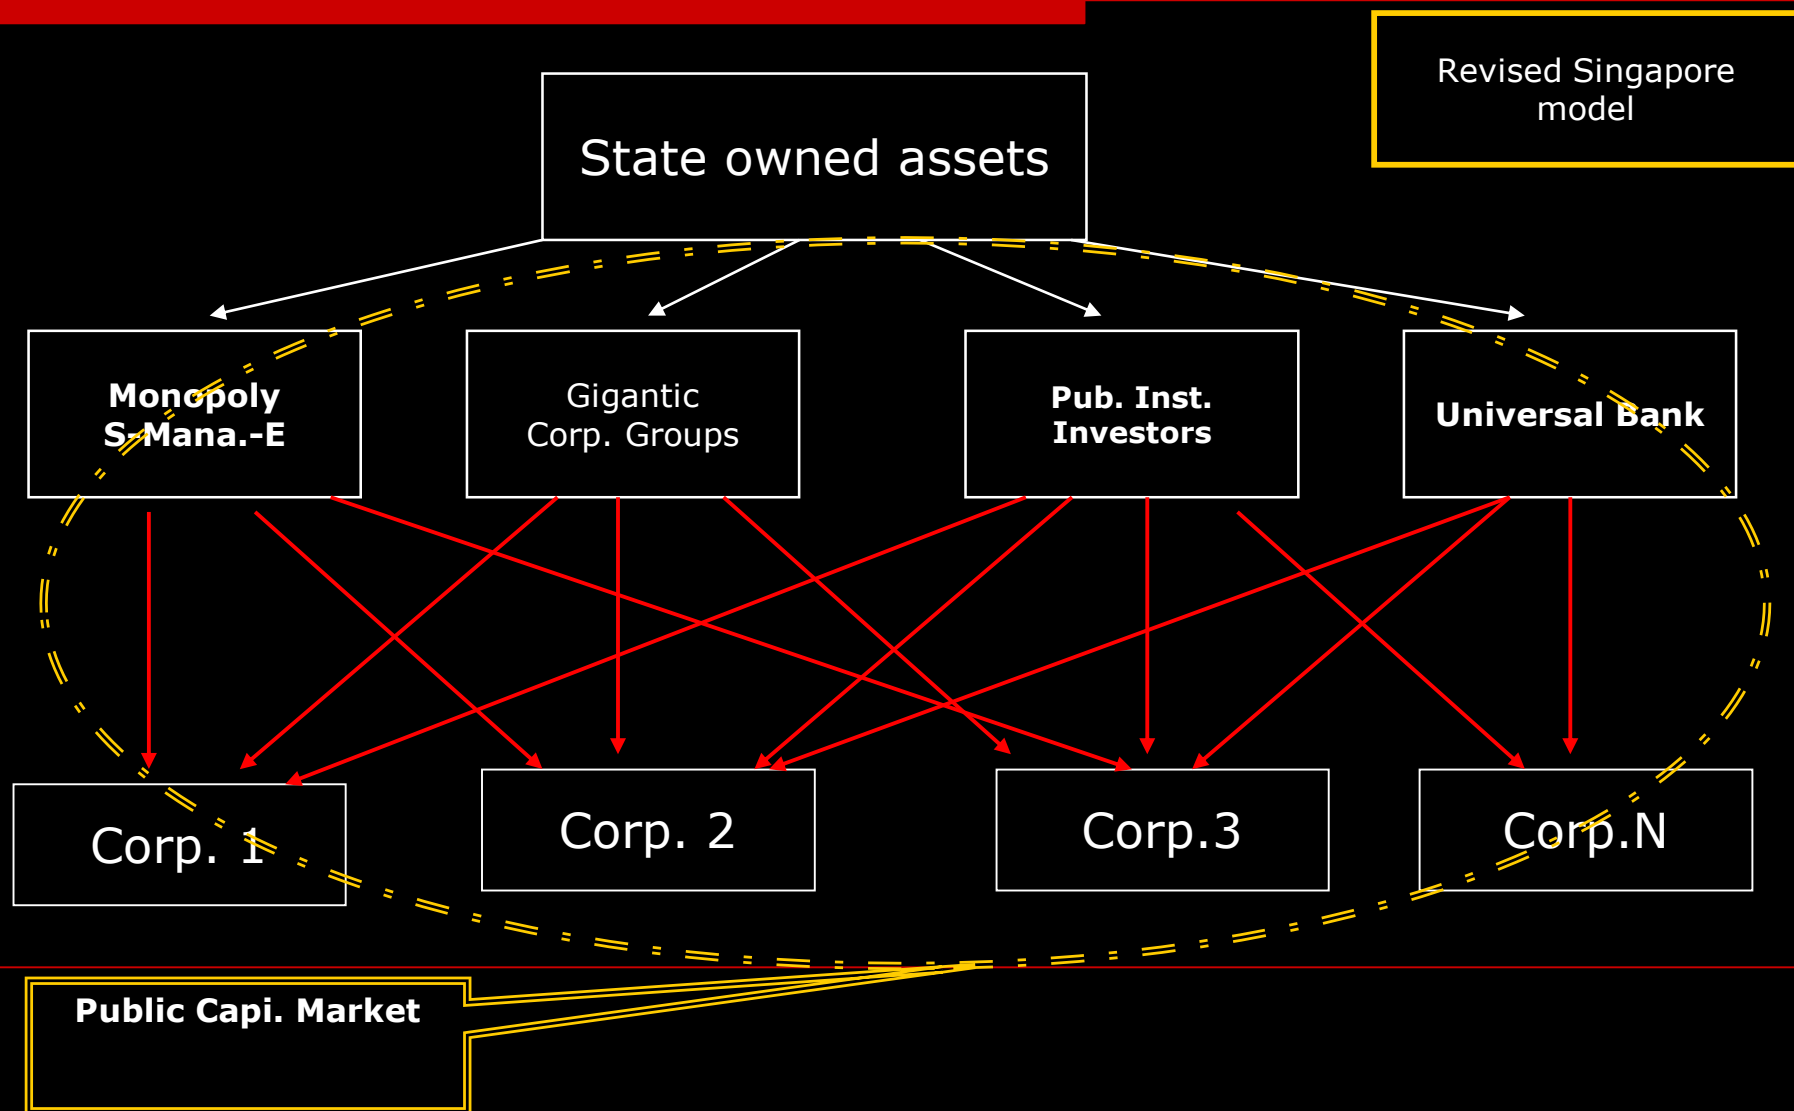 Revised Singapore
model
State owned assets
Monopoly
S-Mana.-E
Gigantic
Corp. Groups
Pub. Inst.
Investors
Universal Bank
Corp. 1
Corp. 2
Corp.3
Corp.N
Public Capi. Market